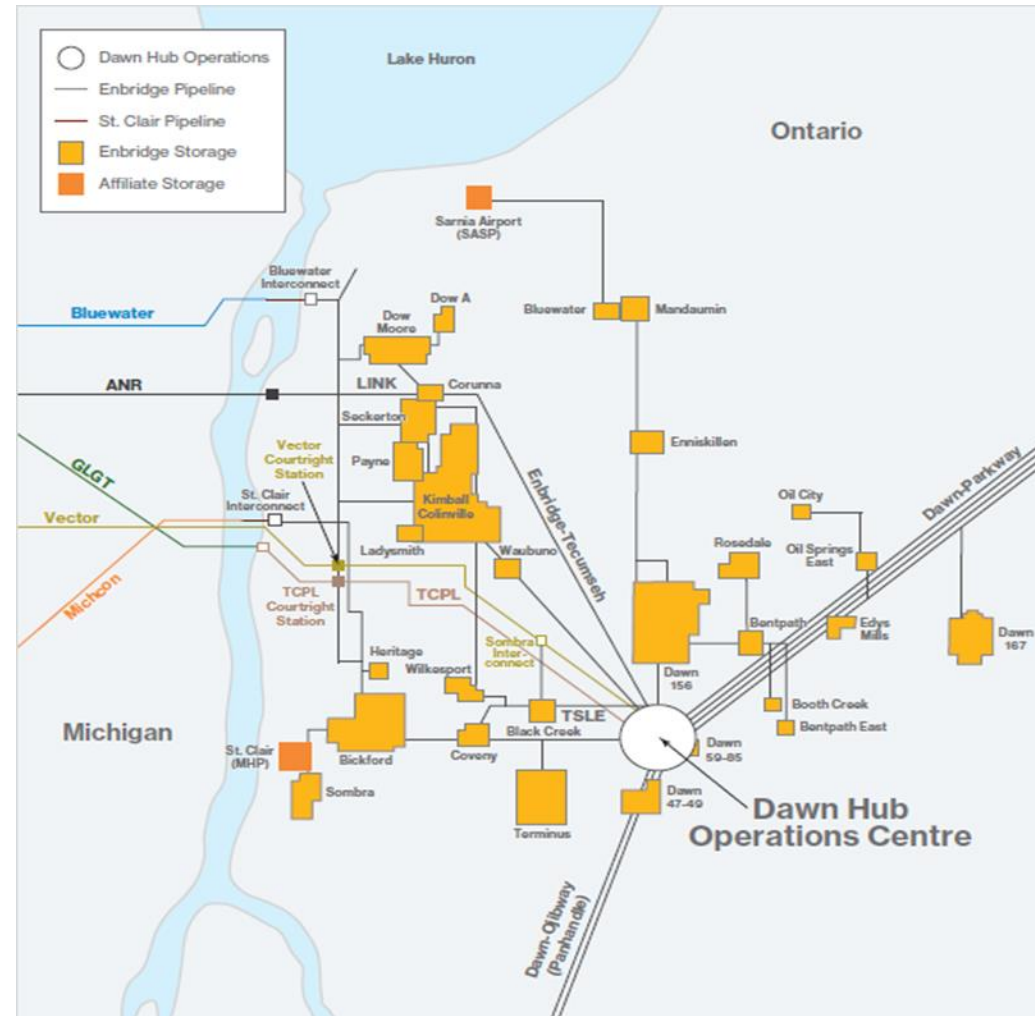 Dawn Hub Operations
Enbridge Pipeline
St. Clair Pipeline
Enbridge Storage
Affiliate Storage
Lake Huron
Ontario
Sarnia Airport
(SASP)
Bluewater
Interconnect
Dow A
Bluewater
Mandaumin
Bluewater
Dow
Moore
ANR
LINK
Corunna
Seckerton
Vector
Courtright
Station
Payne
Enniskillen
GLGT
St. Clair
Interconnect
Kimball
Colinville
Enbridge-Tecumseh
Dawn-Parkway
Oil City
Vector
Ladysmith
Waubuno
Rosedale
Oil Springs
East
Michcon
TCPL
Courtright
Station
TCPL
Sombra
Inter-
connect
Bentpath
Edys
Mills
Dawn
167
Heritage
Wilkesport
Dawn
156
Booth Creek
Bentpath East
Michigan
St. Clair
(MHP)
Bickford
Coveny
Black Creek
TSLE
Dawn
59-85
Sombra
Terminus
Dawn
47-49
Dawn Hub
Operations Centre
Dawn-Ojibway
(Panhandle)